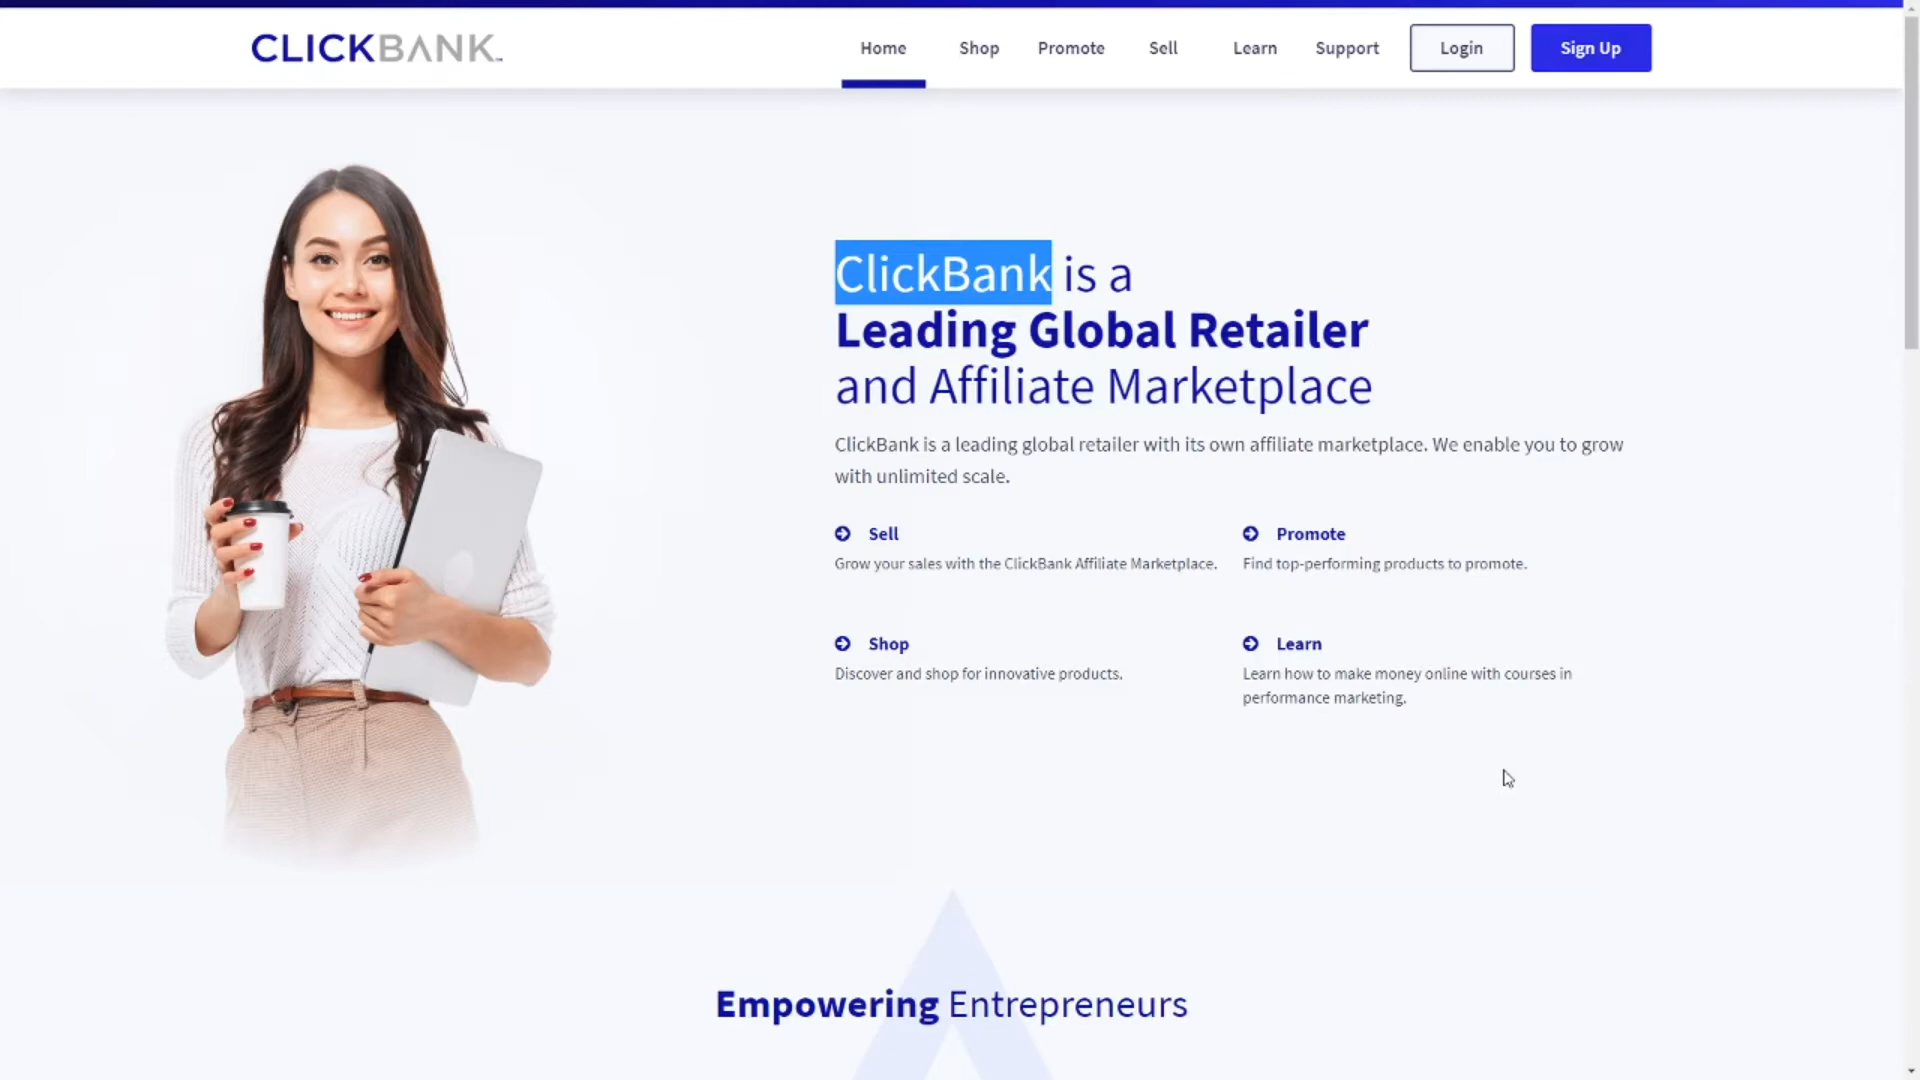 CLICKBANK
Home Shop Promote Sell Learn Support Login Sign Up
ClickBank is a
Leading Global Retailer
and Affiliate Marketplace
ClickBank is a leading global retailer with its own affiliate marketplace. We enable you to grow
with unlimited scale.
Sell
Grow your sales with the ClickBank Affiliate Marketplace.
Promote
Find top-performing products to promote.
Shop
Discover and shop for innovative products.
Learn
Learn how to make money online with courses in
performance marketing.
Empowering Entrepreneurs